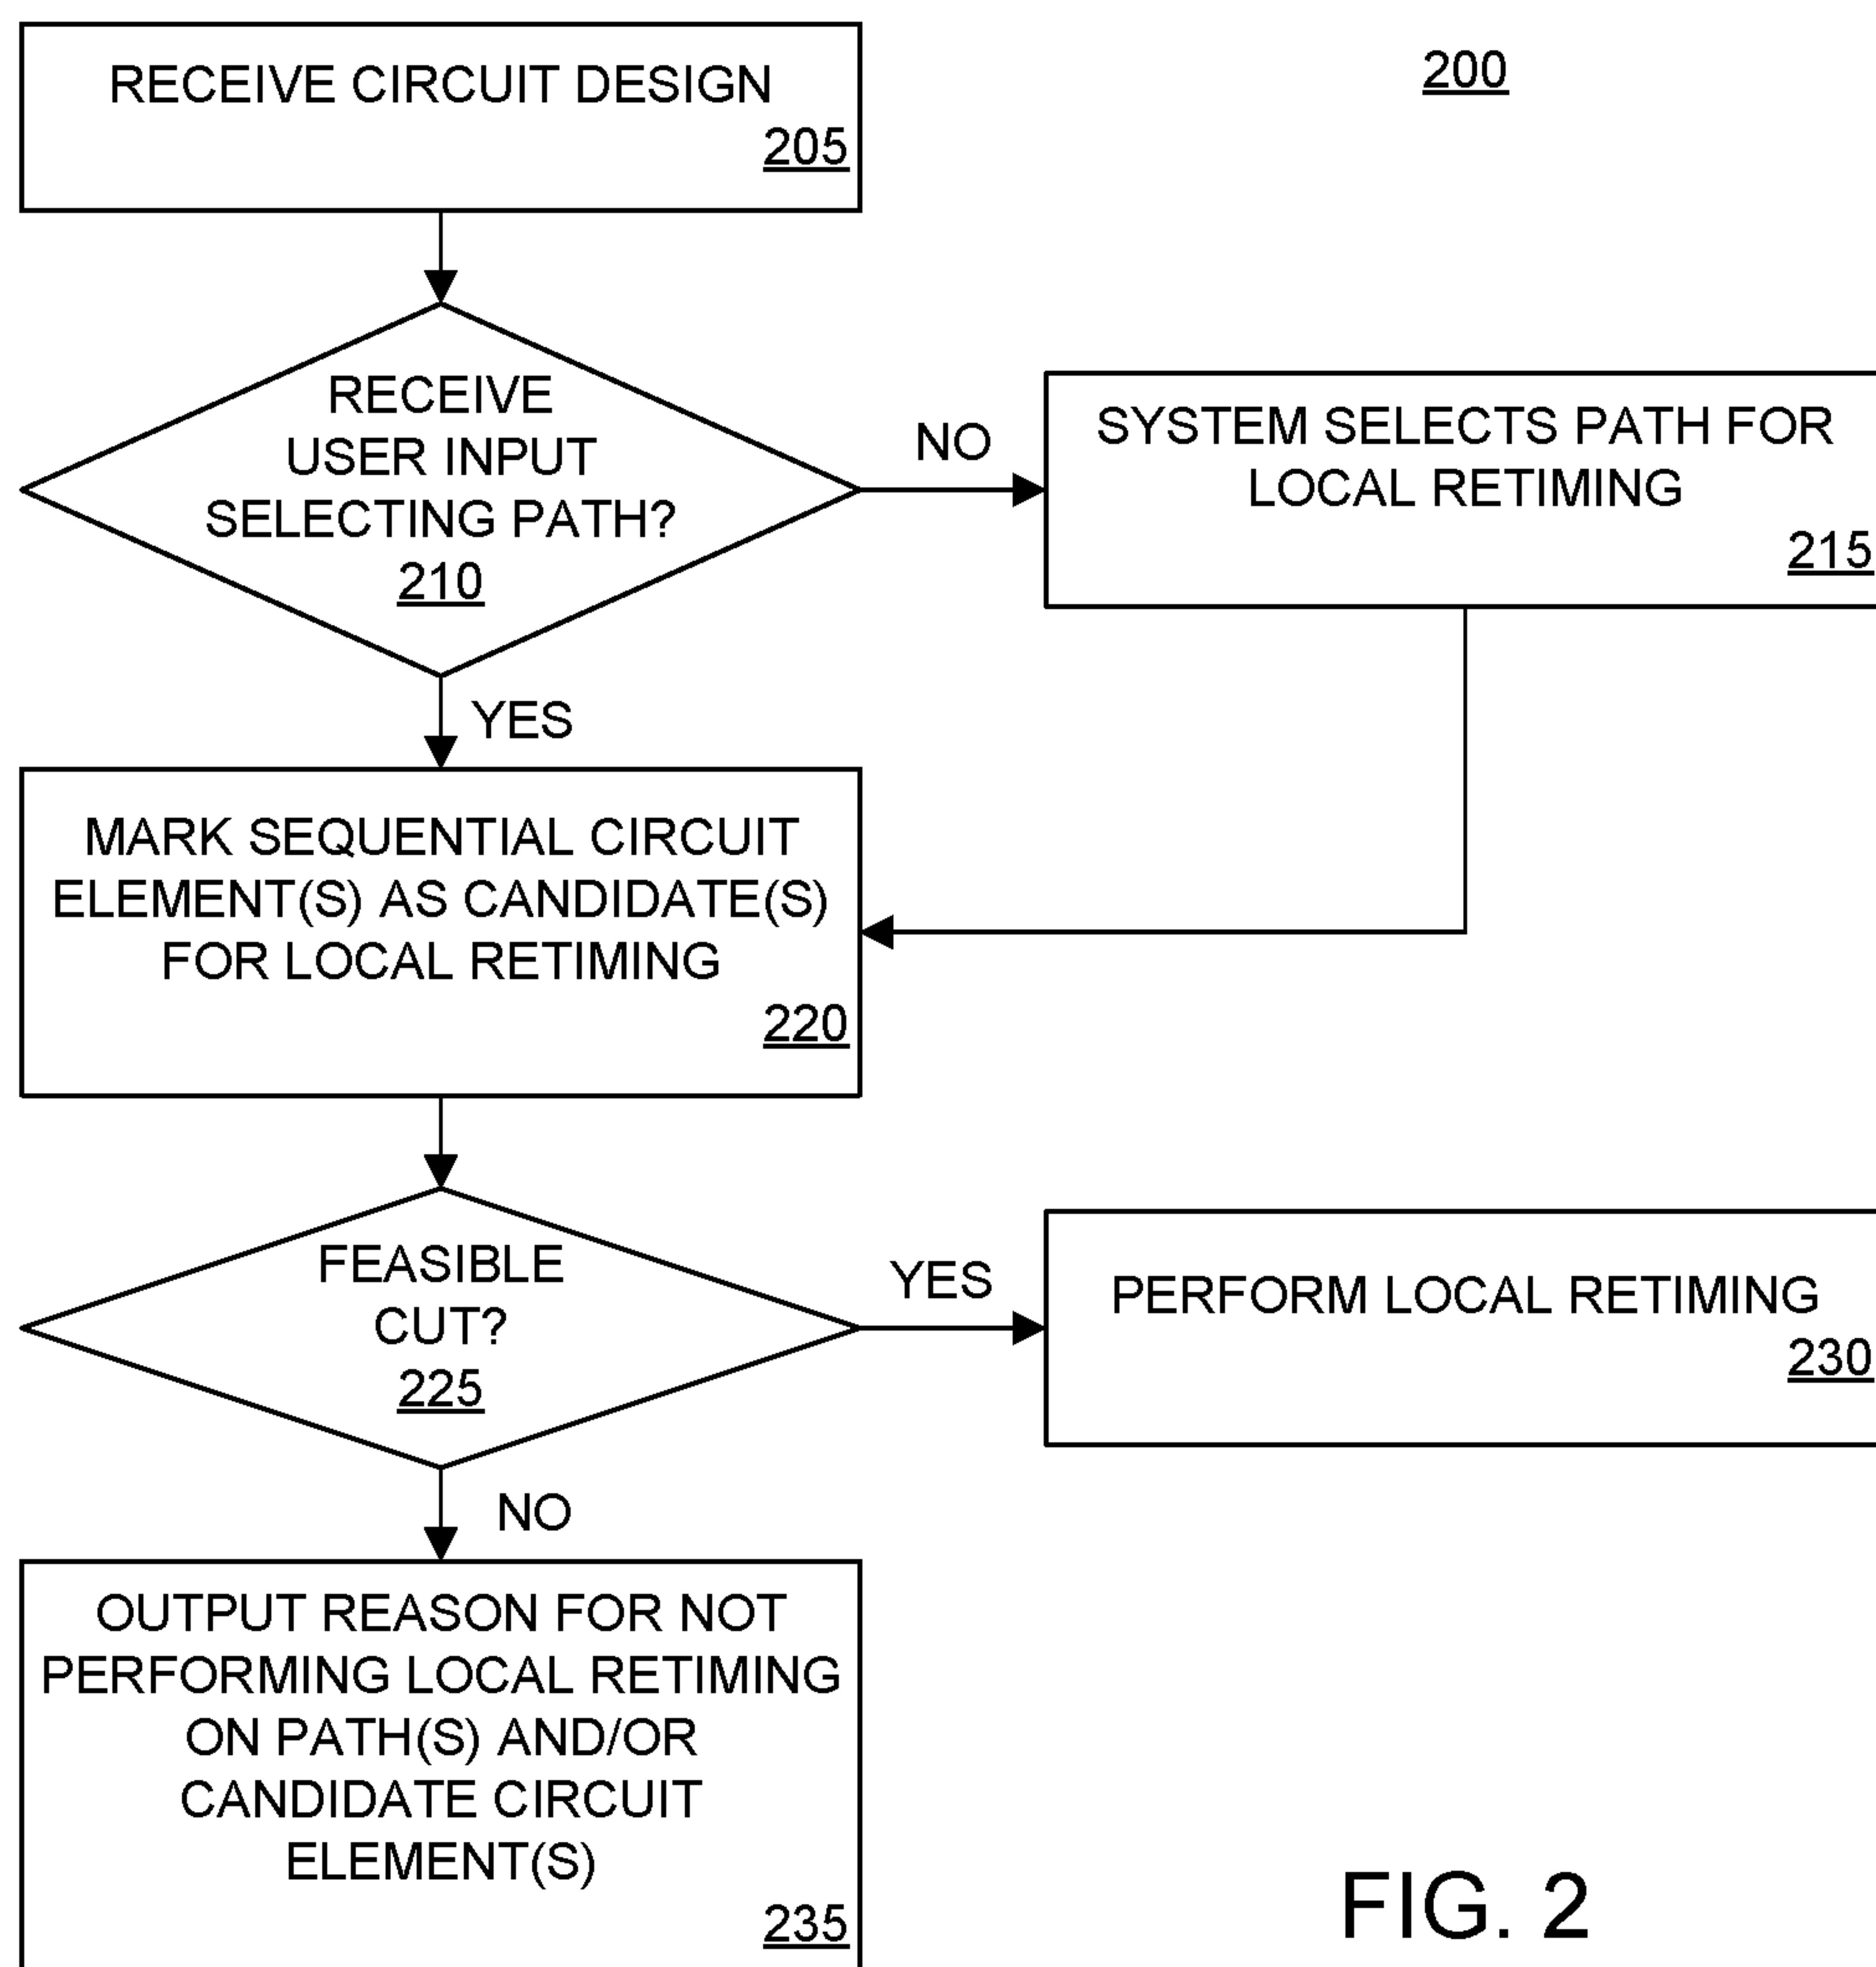 RECEIVE CIRCUIT DESIGN
205
200
RECEIVE
USER INPUT
SELECTING PATH?
210
NO
SYSTEM SELECTS PATH FOR
LOCAL RETIMING
215
YES
MARK SEQUENTIAL CIRCUIT
ELEMENT(S) AS CANDIDATE(S)
FOR LOCAL RETIMING
220
FEASIBLE
CUT?
225
YES
PERFORM LOCAL RETIMING
230
NO
OUTPUT REASON FOR NOT
PERFORMING LOCAL RETIMING
ON PATH(S) AND/OR
CANDIDATE CIRCUIT
ELEMENT(S)
235
FIG. 2